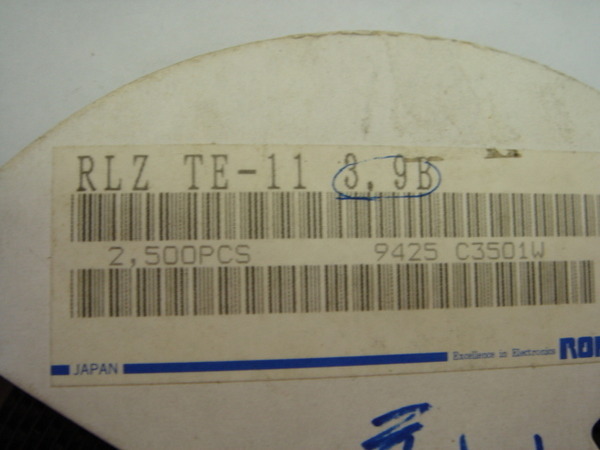 RLZ TE-11 3.9B
2,500PCS 9425 C3501W
JAPAN Excellence in Electronics